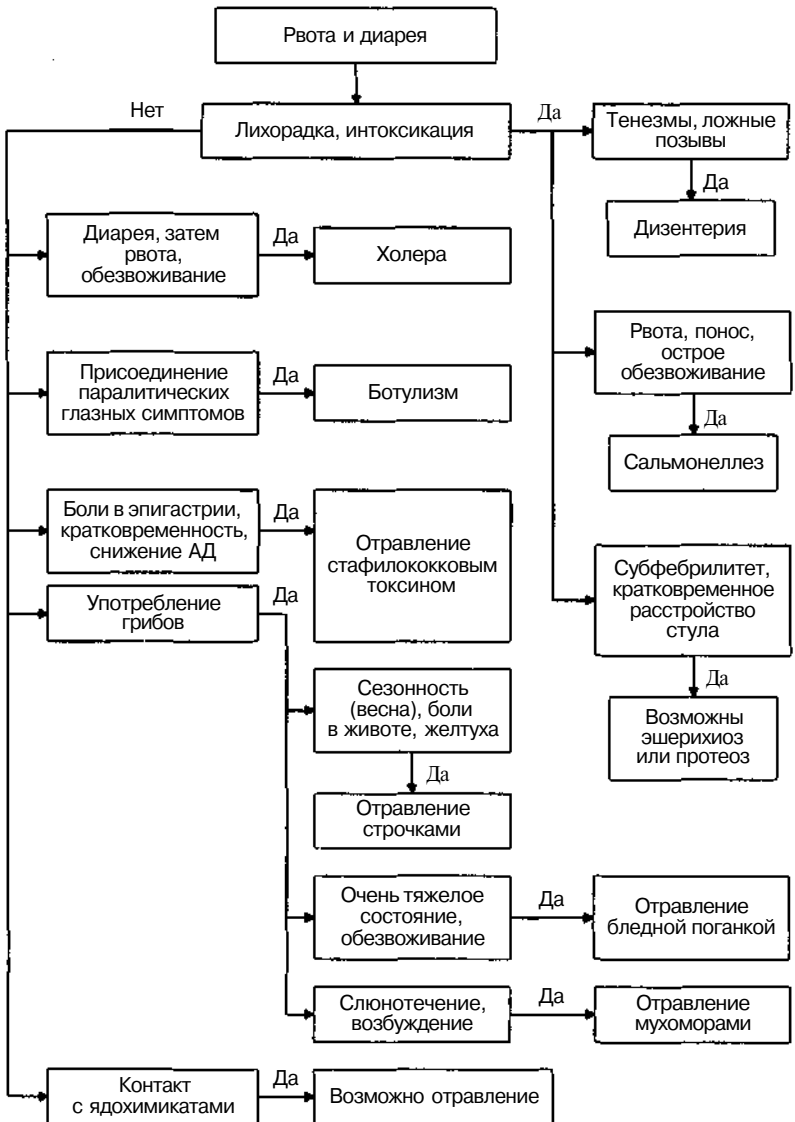 Рвота и диарея
Нет
Лихорадка, интоксикация
Да
Тенезмы, ложные
позывы
Да
Дизентерия
Диарея, затем
рвота,
обезвоживание
Да
Холера
Рвота, понос,
острое
обезвоживание
Да
Сальмонеллез
Присоединение
паралитических
глазных симптомов
Да
Ботулизм
Боли в эпигастрии,
кратковременность,
снижение АД
Да
Отравление
стафилококковым
токсином
Субфебрилитет,
кратковременное
расстройство
стула
Да
Возможны
эшерихиоз
или протеоз
Употребление
грибов
Да
Сезонность
(весна), боли
в животе, желтуха
Да
Отравление
строчками
Очень тяжелое
состояние,
обезвоживание
Да
Отравление
бледной поганкой
Слюнотечение,
возбуждение
Да
Отравление
мухоморами
Контакт
с ядохимикатами
Да
Возможно отравление